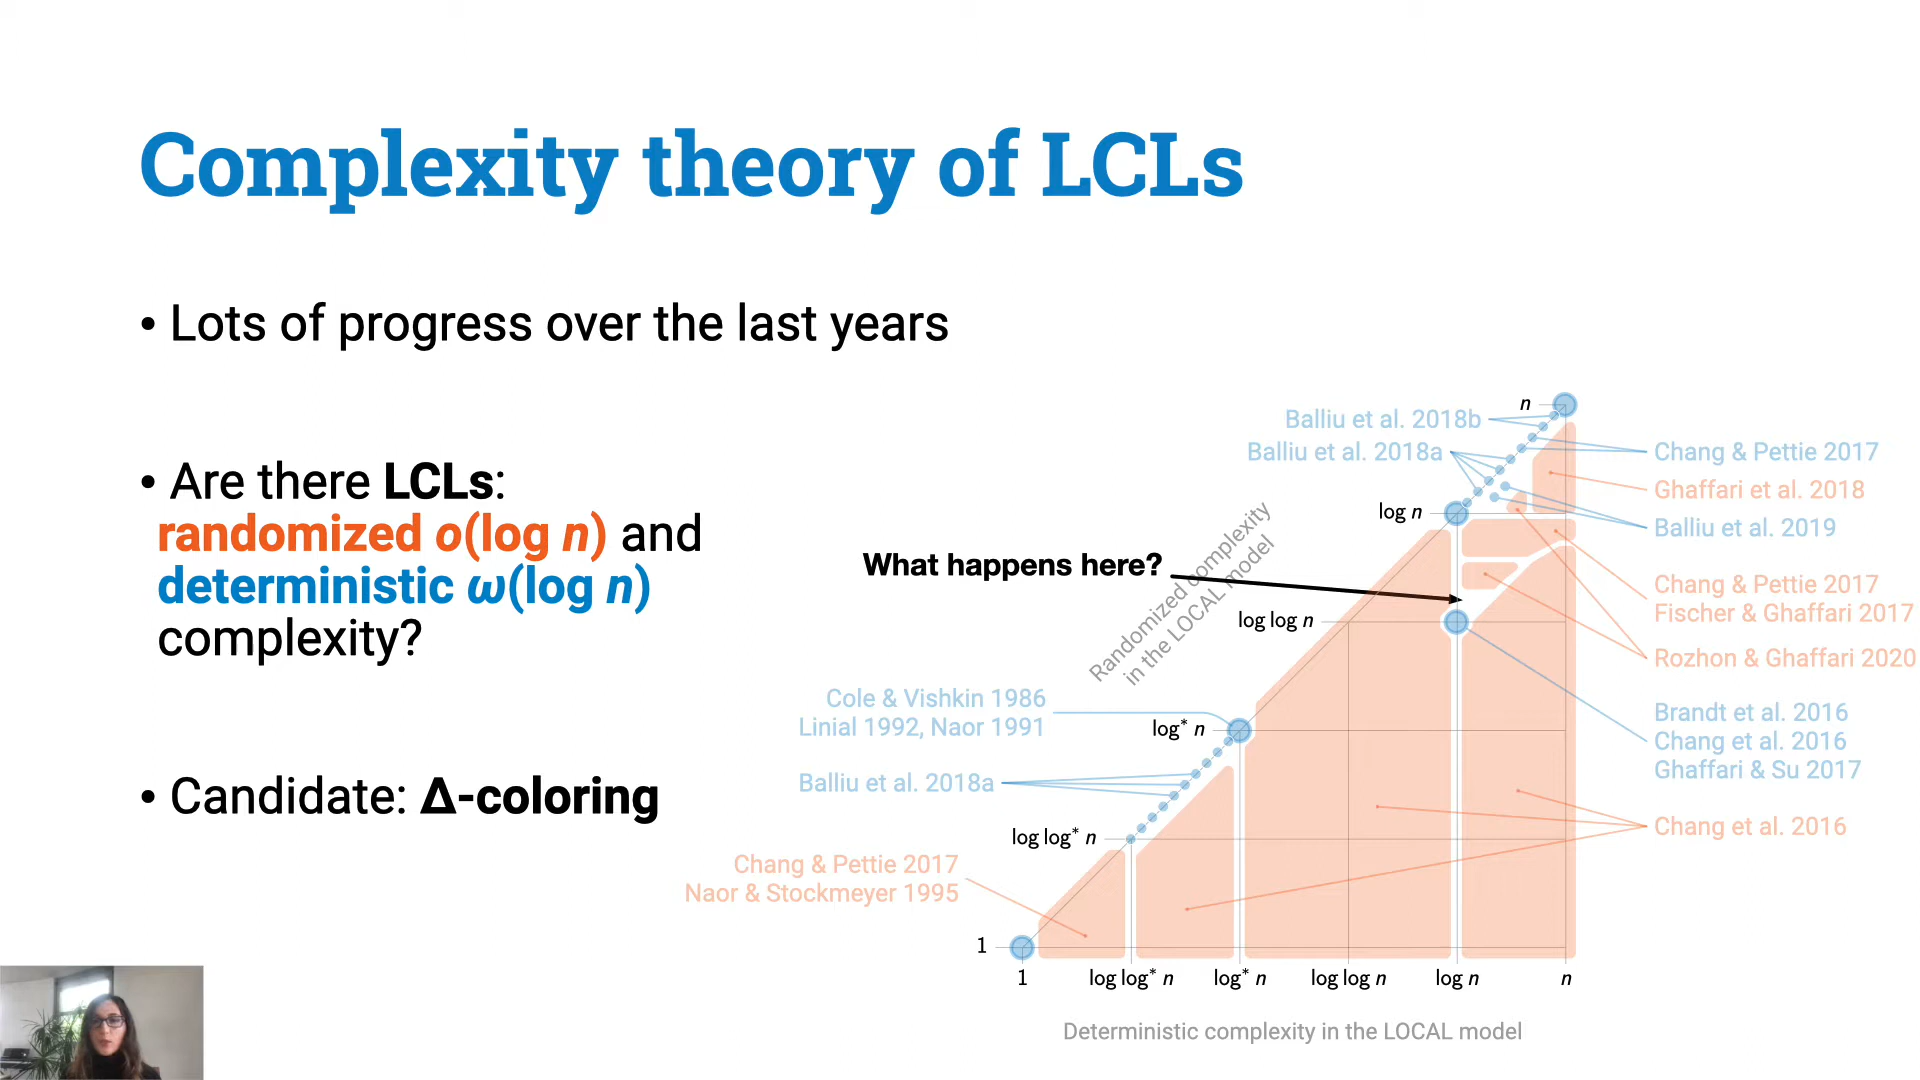 Complexity theory of LCLs
• Lots of progress over the last years
• Are there LCLs:
randomized o(log n) and
deterministic ω(log n)
complexity?
• Candidate: Δ-coloring
What happens here?
Randomized complexity
in the LOCAL model
n
log n
log log n
log* n
log log* n
1
Balliu et al. 2018b
Balliu et al. 2018a
Cole & Vishkin 1986
Linial 1992, Naor 1991
Balliu et al. 2018a
Chang & Pettie 2017
Naor & Stockmeyer 1995
Chang & Pettie 2017
Ghaffari et al. 2018
Balliu et al. 2019
Chang & Pettie 2017
Fischer & Ghaffari 2017
Rozhon & Ghaffari 2020
Brandt et al. 2016
Chang et al. 2016
Ghaffari & Su 2017
Chang et al. 2016
1 log log* n log* n log log n log n n
Deterministic complexity in the LOCAL model